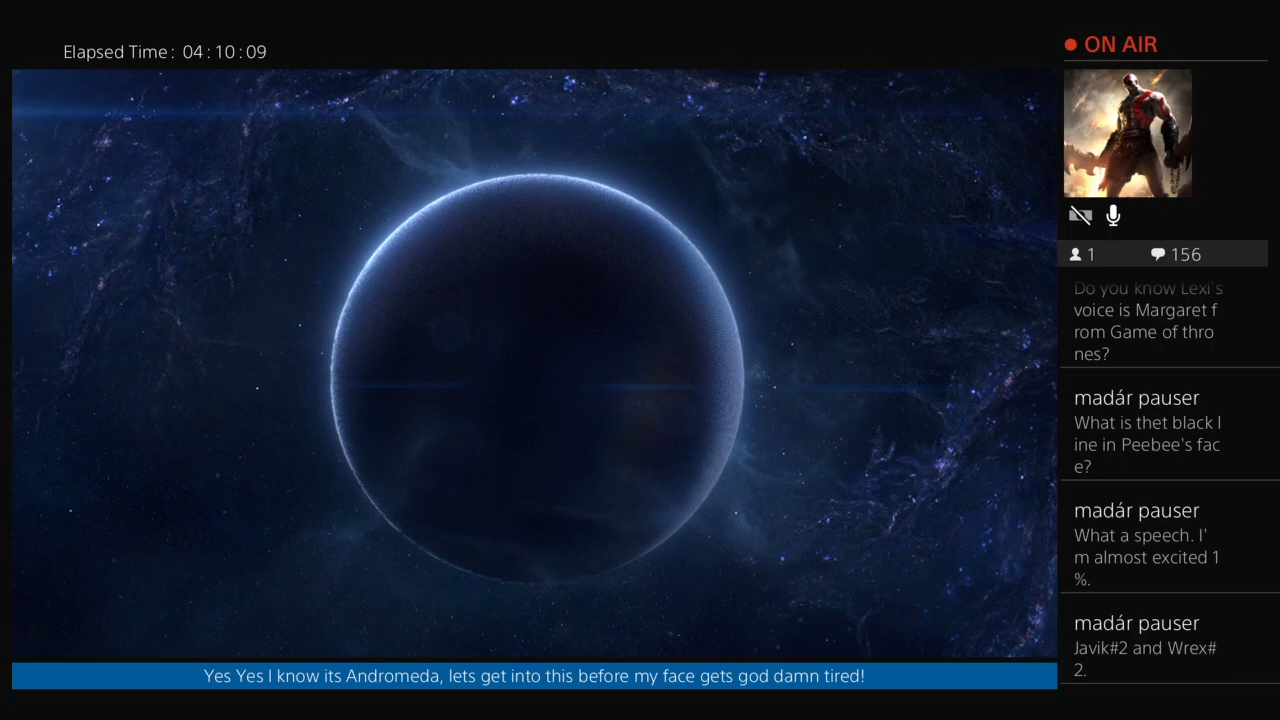 Elapsed Time: 04:10:09
ON AIR
1 156
Do you know Lexi's
voice is Margaret f
rom Game of thro
nes?
madár pauser
What is thet black l
ine in Peebee's fac
e?
madár pauser
What a speech. I'
m almost excited 1
%.
madár pauser
Javik#2 and Wrex#
2.
Yes Yes I know its Andromeda, lets get into this before my face gets god damn tired!